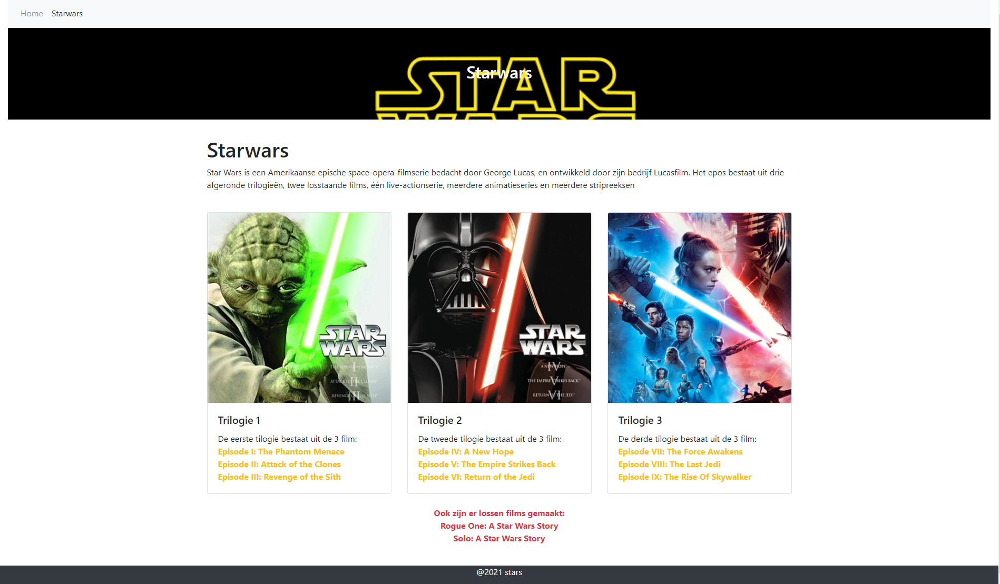 Home Starwars
STAR
Starwars
WARS
Starwars
Star Wars is een Amerikaanse epische space-opera-filmserie bedacht door George Lucas, en ontwikkeld door zijn bedrijf Lucasfilm. Het epos bestaat uit drie
afgeronde trilogieën, twee losstaande films, één live-actionserie, meerdere animatieseries en meerdere stripreeksen
STAR
WARS
I
THE PHANTOM MENACE
II
ATTACK OF THE CLONES
III
REVENGE OF THE SITH
STAR
WARS
IV
A NEW HOPE
V
THE EMPIRE STRIKES BACK
VI
RETURN OF THE JEDI
Trilogie 1
De eerste tilogie bestaat uit de 3 film:
Episode I: The Phantom Menace
Episode II: Attack of the Clones
Episode III: Revenge of the Sith
Trilogie 2
De tweede tilogie bestaat uit de 3 film:
Episode IV: A New Hope
Episode V: The Empire Strikes Back
Episode VI: Return of the Jedi
Trilogie 3
De derde tilogie bestaat uit de 3 film:
Episode VII: The Force Awakens
Episode VIII: The Last Jedi
Episode IX: The Rise Of Skywalker
Ook zijn er lossen films gemaakt:
Rogue One: A Star Wars Story
Solo: A Star Wars Story
@2021 stars